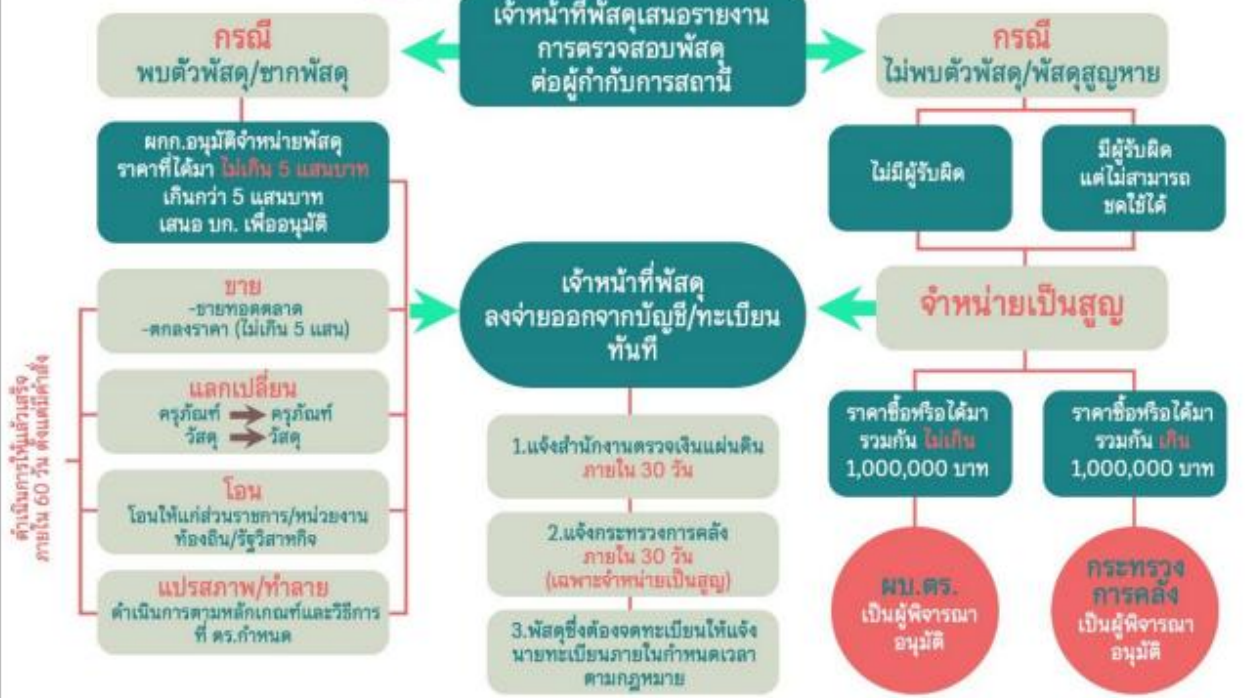 เจ้าหน้าที่พัสดุเสนอรายงาน
การตรวจสอบพัสดุ
ต่อผู้กำกับการสถานี
กรณี
พบตัวพัสดุ/ซากพัสดุ
ผกก.อนุมัติจำหน่ายพัสดุ
ราคาที่ได้มา ไม่เกิน 5 แสนบาท
เกินกว่า 5 แสนบาท
เสนอ บก. เพื่ออนุมัติ
ขาย
-ขายทอดตลาด
-ตกลงราคา (ไม่เกิน 5 แสน)
แลกเปลี่ยน
ครุภัณฑ์ ครุภัณฑ์
วัสดุ วัสดุ
โอน
โอนให้แก่ส่วนราชการ/หน่วยงาน
ท้องถิ่น/รัฐวิสาหกิจ
แปรสภาพ/ทำลาย
ดำเนินการตามหลักเกณฑ์และวิธีการ
ที่ ตร.กำหนด
ดำเนินการให้แล้วเสร็จ
ภายใน 60 วัน ตั้งแต่มีคำสั่ง
เจ้าหน้าที่พัสดุ
ลงจ่ายออกจากบัญชี/ทะเบียน
ทันที
1.แจ้งสำนักงานตรวจเงินแผ่นดิน
ภายใน 30 วัน
2.แจ้งกระทรวงการคลัง
ภายใน 30 วัน
(เฉพาะจำหน่ายเป็นสูญ)
3.พัสดุซึ่งต้องจดทะเบียนให้แจ้ง
นายทะเบียนภายในกำหนดเวลา
ตามกฎหมาย
กรณี
ไม่พบตัวพัสดุ/พัสดุสูญหาย
ไม่มีผู้รับผิด
มีผู้รับผิด
แต่ไม่สามารถ
ชดใช้ได้
จำหน่ายเป็นสูญ
ราคาซื้อหรือได้มา
รวมกัน ไม่เกิน
1,000,000 บาท
ราคาซื้อหรือได้มา
รวมกัน เกิน
1,000,000 บาท
ผบ.ตร.
เป็นผู้พิจารณา
อนุมัติ
กระทรวง
การคลัง
เป็นผู้พิจารณา
อนุมัติ